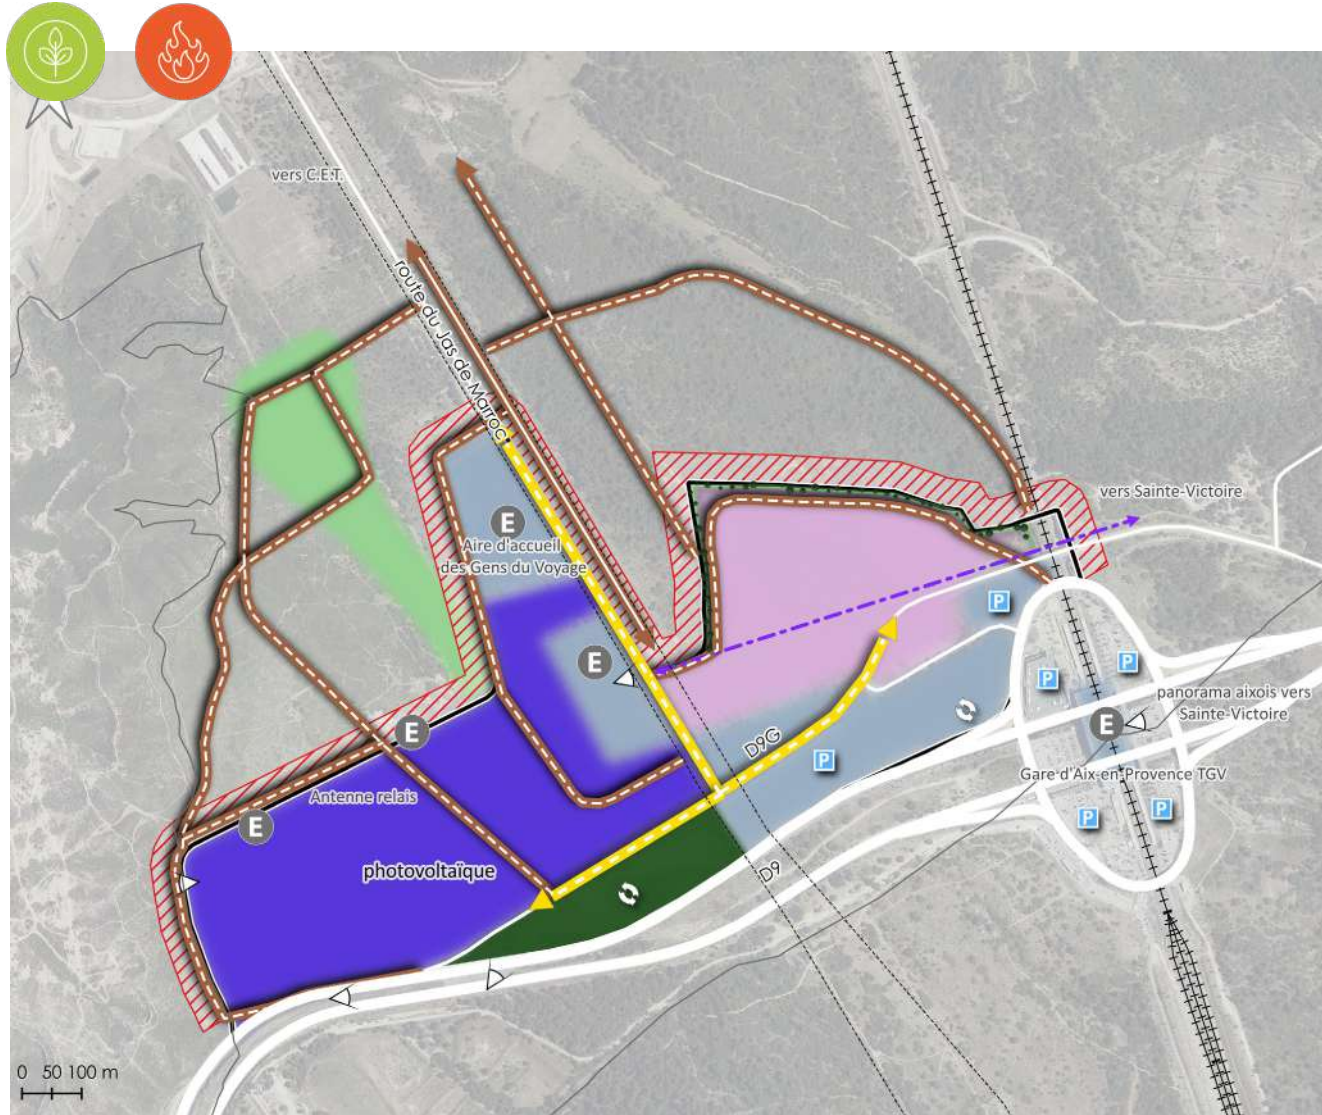 vers C.E.T.
route du Jas de Marroc
vers Sainte-Victoire
E
Aire d'accueil
des Gens du Voyage
P
E
P
P
panorama aixois vers
Sainte-Victoire
E
E
D9G
P
Gare d'Aix-en-Provence TGV
Antenne relais
E
P
P
photovoltaïque
D9
0 50 100 m